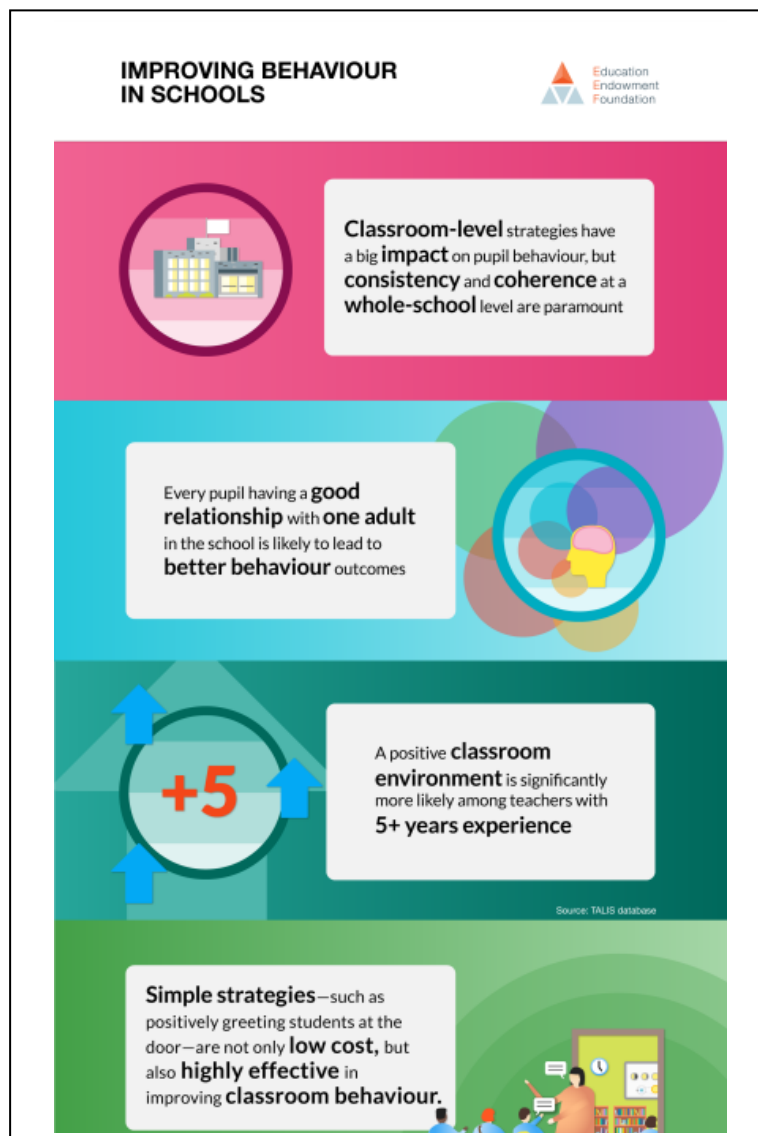 IMPROVING BEHAVIOUR
IN SCHOOLS
Education
Endowment
Foundation
Classroom-level strategies have
a big impact on pupil behaviour, but
consistency and coherence at a
whole-school level are paramount
Every pupil having a good
relationship with one adult
in the school is likely to lead to
better behaviour outcomes
+5
A positive classroom
environment is significantly
more likely among teachers with
5+ years experience
Source: TALIS database
Simple strategies—such as
positively greeting students at the
door—are not only low cost, but
also highly effective in
improving classroom behaviour.